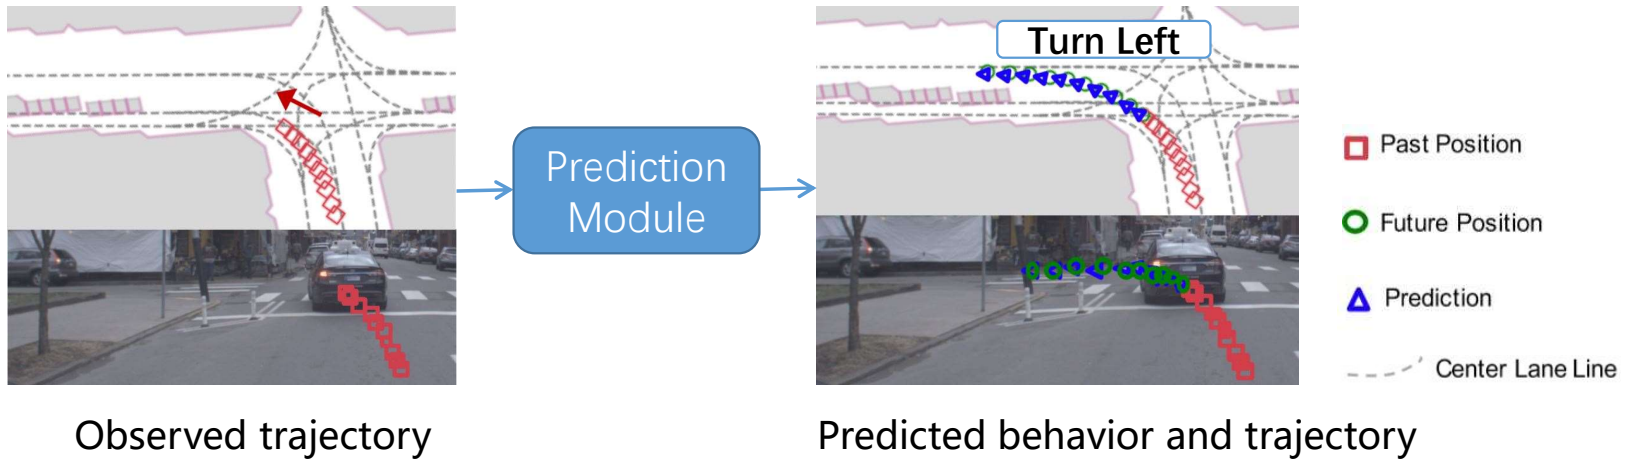 Turn Left
Prediction
Module
Past Position
Future Position
Prediction
Center Lane Line
Observed trajectory
Predicted behavior and trajectory